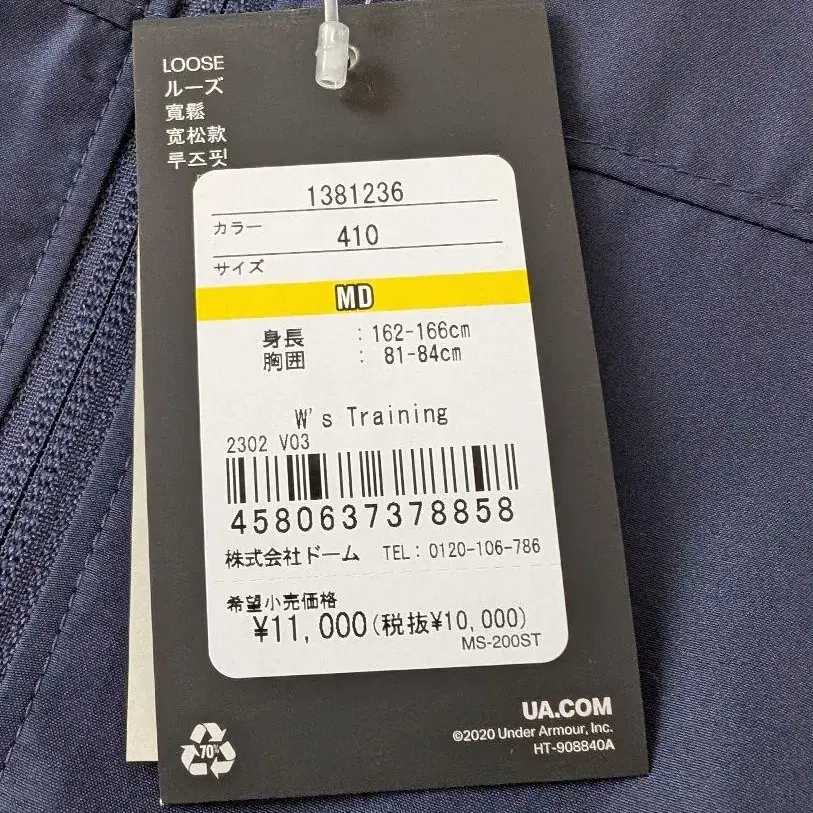 LOOSE
ルーズ
寬鬆
宽松款
루즈핏
1381236
カラー
410
サイズ
MD
身長 : 162-166cm
胸囲 : 81-84cm
W's Training
2302 V03
4580637378858
株式会社ドーム TEL: 0120-106-786
希望小売価格
¥11,000(税抜¥10,000)
MS-200ST
70%
UA.COM
©2020 Under Armour, Inc.
HT-908840A